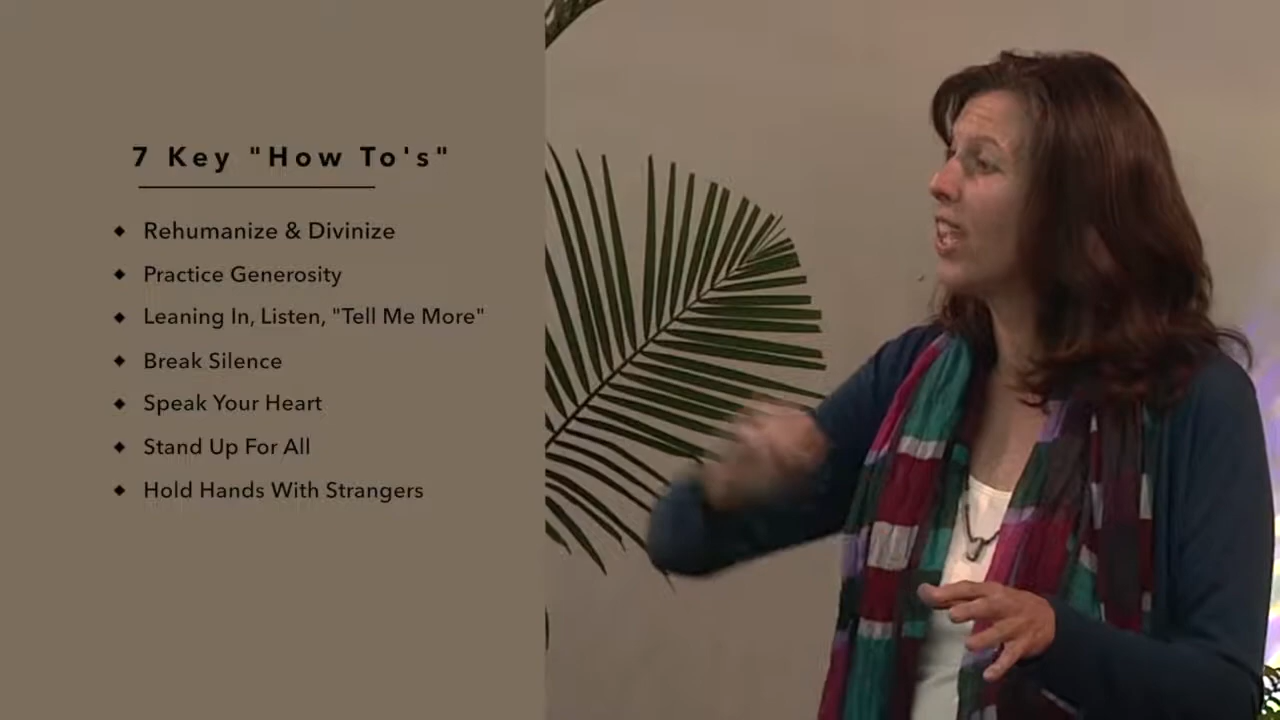 7 Key "How To's"
Rehumanize & Divinize
Practice Generosity
Leaning In, Listen, "Tell Me More"
Break Silence
Speak Your Heart
Stand Up For All
Hold Hands With Strangers